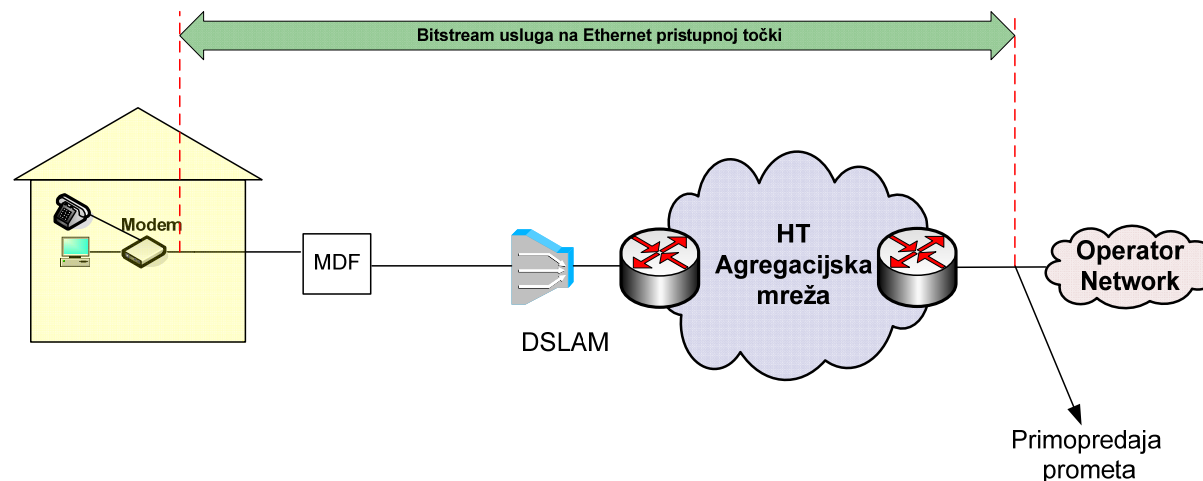 Bitstream usluga na Ethernet pristupnoj točki
Modem
MDF
DSLAM
HT
Agregacijska
mreža
Operator
Network
Primopredaja
prometa